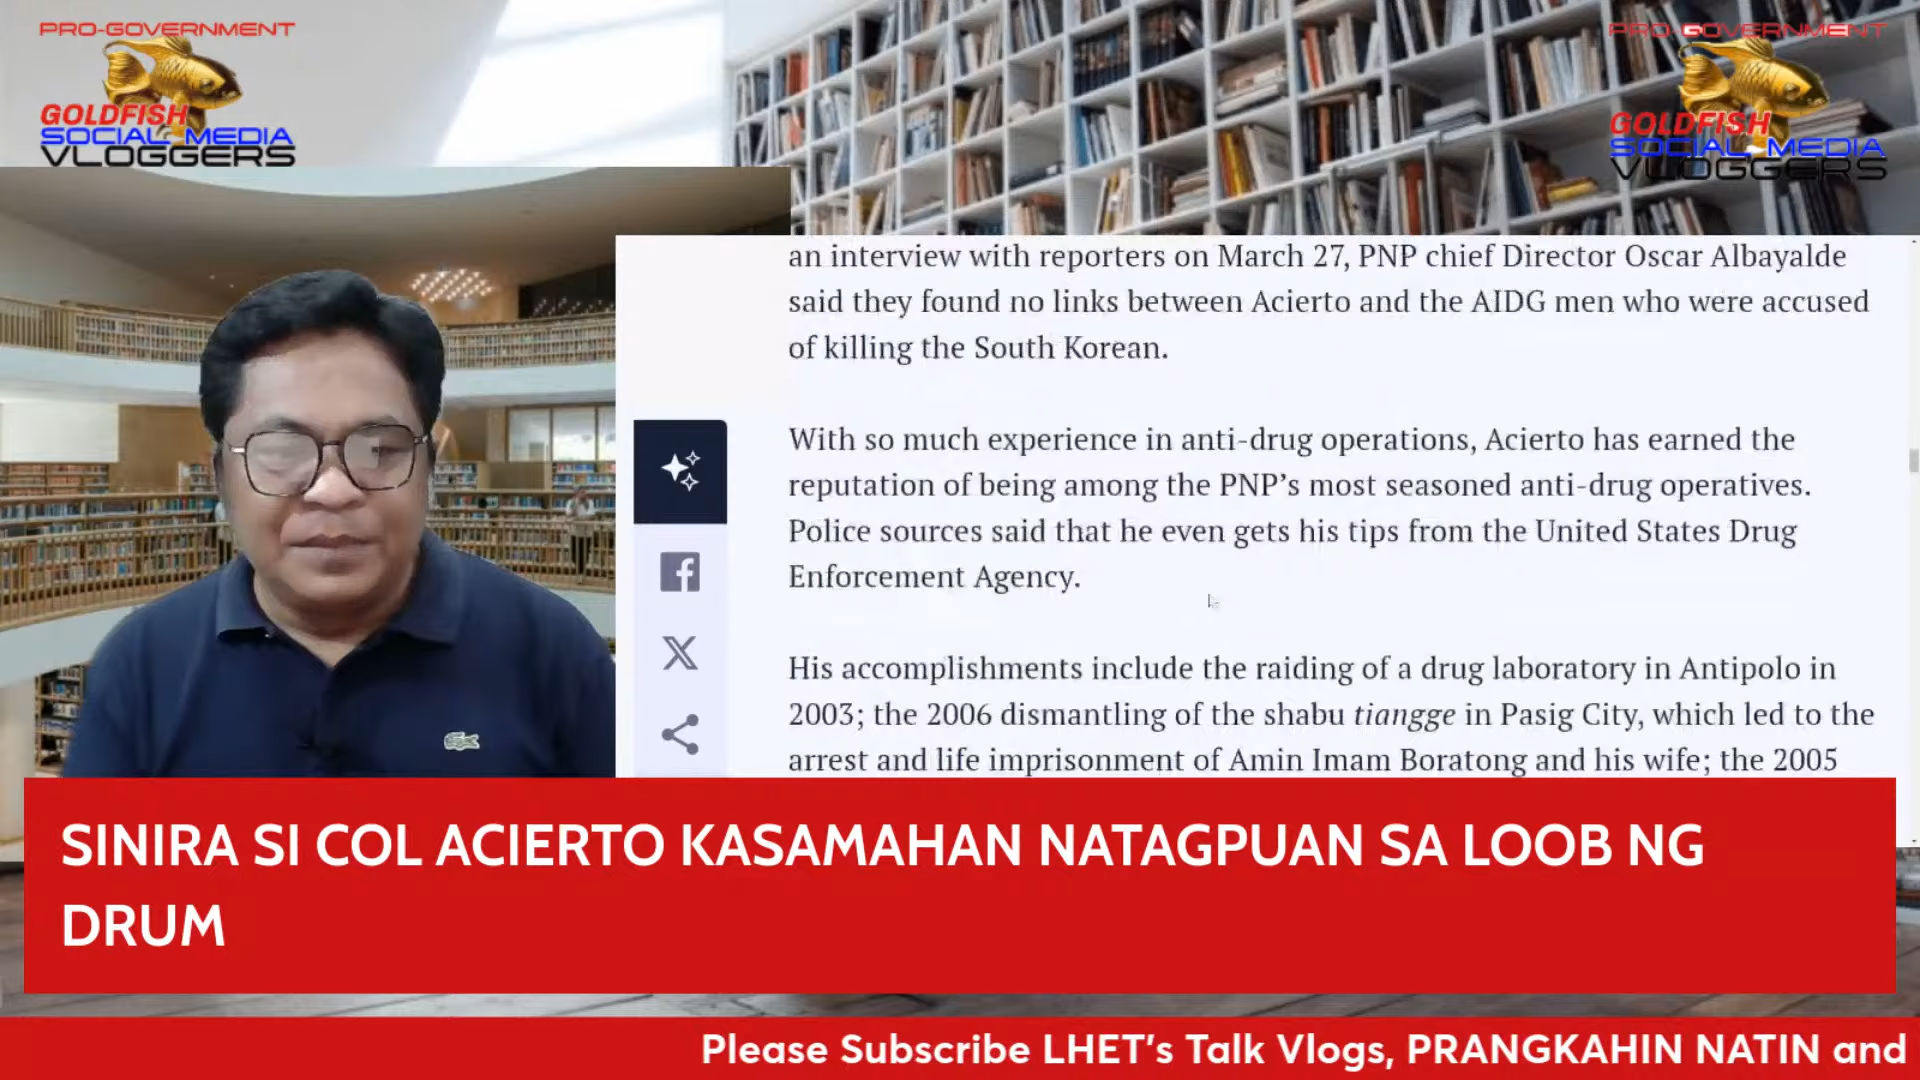 PRO-GOVERNMENT
GOLDFISH
SOCIAL MEDIA
VLOGGERS
PRO-GOVERNMENT
GOLDFISH
SOCIAL MEDIA
VLOGGERS
an interview with reporters on March 27, PNP chief Director Oscar Albayalde
said they found no links between Acierto and the AIDG men who were accused
of killing the South Korean.
With so much experience in anti-drug operations, Acierto has earned the
reputation of being among the PNP’s most seasoned anti-drug operatives.
Police sources said that he even gets his tips from the United States Drug
Enforcement Agency.
His accomplishments include the raiding of a drug laboratory in Antipolo in
2003; the 2006 dismantling of the shabu tiangge in Pasig City, which led to the
arrest and life imprisonment of Amin Imam Boratong and his wife; the 2005
SINIRA SI COL ACIERTO KASAMAHAN NATAGPUAN SA LOOB NG
DRUM
Please Subscribe LHET's Talk Vlogs, PRANGKAHIN NATIN and